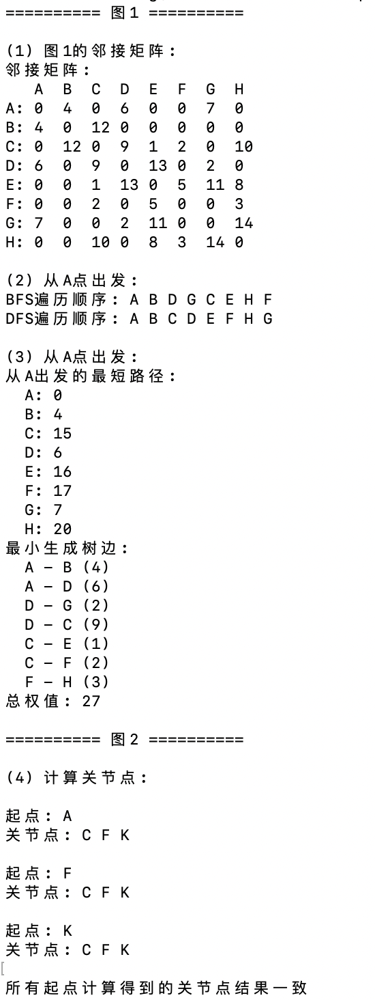 ========== 图1 ==========
(1) 图1的邻接矩阵:
邻接矩阵:
A B C D E F G H
A: 0 4 0 6 0 0 7 0
B: 4 0 12 0 0 0 0 0
C: 0 12 0 9 1 2 0 10
D: 6 0 9 0 13 0 2 0
E: 0 0 1 13 0 5 11 8
F: 0 0 2 0 5 0 0 3
G: 7 0 0 2 11 0 0 14
H: 0 0 10 0 8 3 14 0
(2) 从A点出发:
BFS遍历顺序: A B D G C E H F
DFS遍历顺序: A B C D E F H G
(3) 从A点出发:
从A出发的最短路径:
A: 0
B: 4
C: 15
D: 6
E: 16
F: 17
G: 7
H: 20
最小生成树边:
A - B (4)
A - D (6)
D - G (2)
D - C (9)
C - E (1)
C - F (2)
F - H (3)
总权值: 27
========== 图2 ==========
(4) 计算关节点:
起点: A
关节点: C F K
起点: F
关节点: C F K
起点: K
关节点: C F K
所有起点计算得到的关节点结果一致